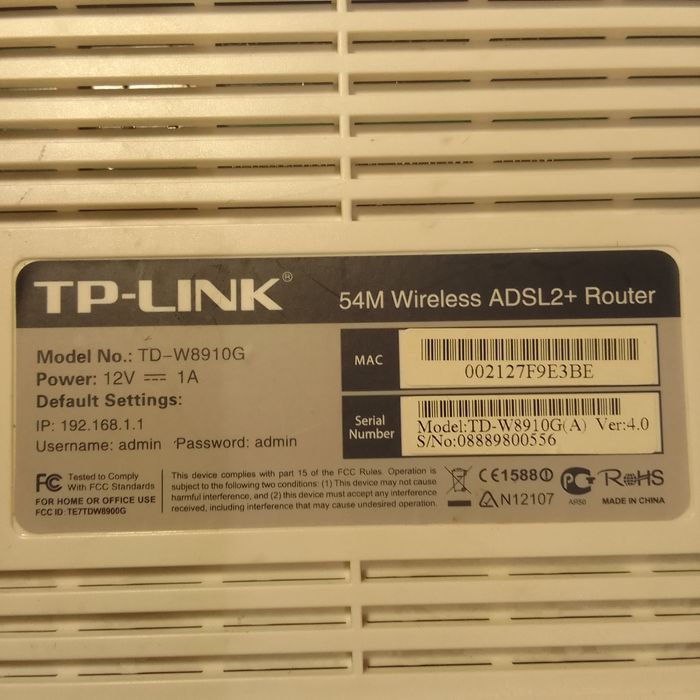 TP-LINK®
54M Wireless ADSL2+ Router
Model No.: TD-W8910G
Power: 12V ⎓ 1A
Default Settings:
IP: 192.168.1.1
Username: admin Password: admin
MAC
002127F9E3BE
Serial
Number
Model:TD-W8910G(A) Ver:4.0
S/No:08889800556
FC Tested to Comply
With FCC Standards
FOR HOME OR OFFICE USE
FCC ID: TE7TDW8900G
This device complies with part 15 of the FCC Rules. Operation is
subject to the following two conditions: (1) This device may not cause
harmful interference, and (2) this device must accept any interference
received, including interference that may cause undesired operation.
CE1588
N12107
AR50
RoHS
MADE IN CHINA